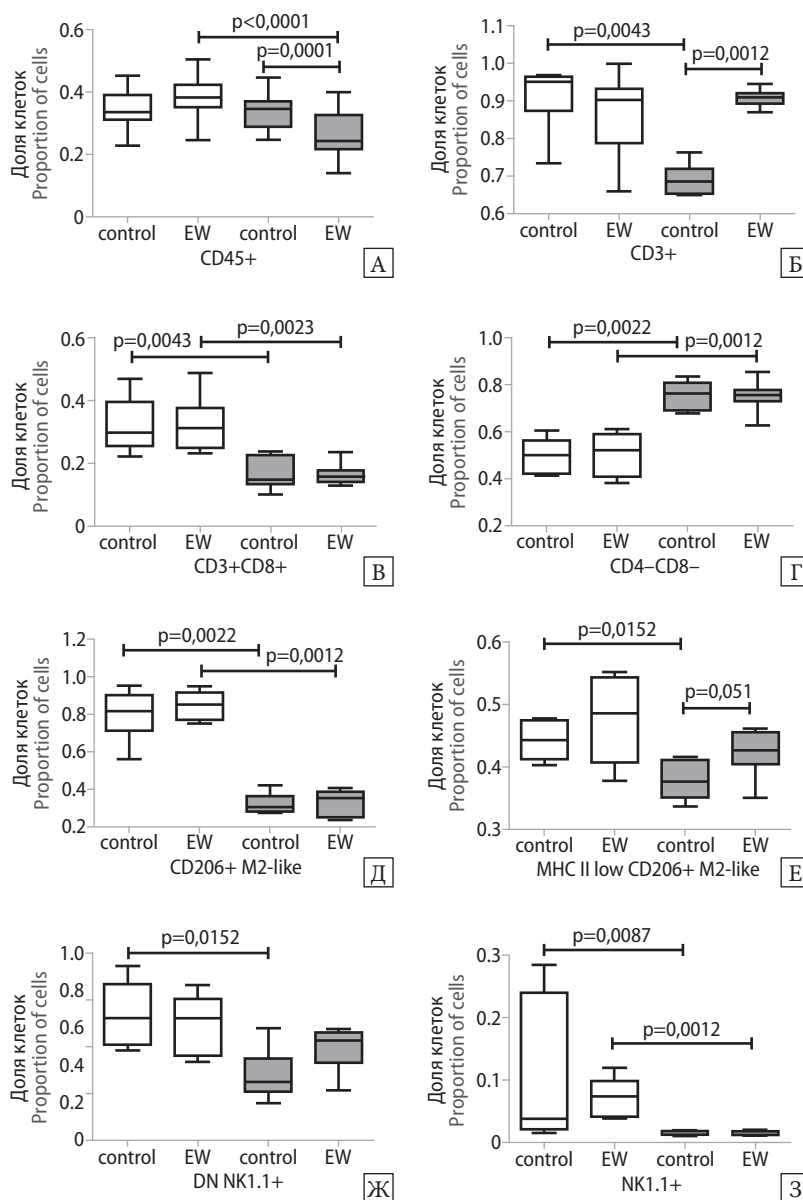 p<0,0001
p=0,0001
Доля клеток
Proportion of cells
0.6
0.4
0.2
0
control EW control EW
CD45+
А
p=0,0043
p=0,0012
Доля клеток
Proportion of cells
1.1
1.0
0.9
0.8
0.7
0.6
control EW control EW
CD3+
Б
p=0,0043
p=0,0023
Доля клеток
Proportion of cells
0.6
0.4
0.2
0
control EW control EW
CD3+CD8+
В
p=0,0022
p=0,0012
Доля клеток
Proportion of cells
1.0
0.8
0.6
0.4
0.2
control EW control EW
CD4–CD8–
Г
p=0,0022
p=0,0012
Доля клеток
Proportion of cells
1.2
1.0
0.8
0.6
0.4
0.2
control EW control EW
CD206+ M2-like
Д
p=0,0152
p=0,051
Доля клеток
Proportion of cells
0.6
0.5
0.4
0.3
control EW control EW
MHC II low CD206+ M2-like
Е
p=0,0152
Доля клеток
Proportion of cells
1.0
0.8
0.6
0.4
0.2
0
control EW control EW
DN NK1.1+
Ж
p=0,0087
p=0,0012
Доля клеток
Proportion of cells
0.3
0.2
0.1
0
control EW control EW
NK1.1+
З